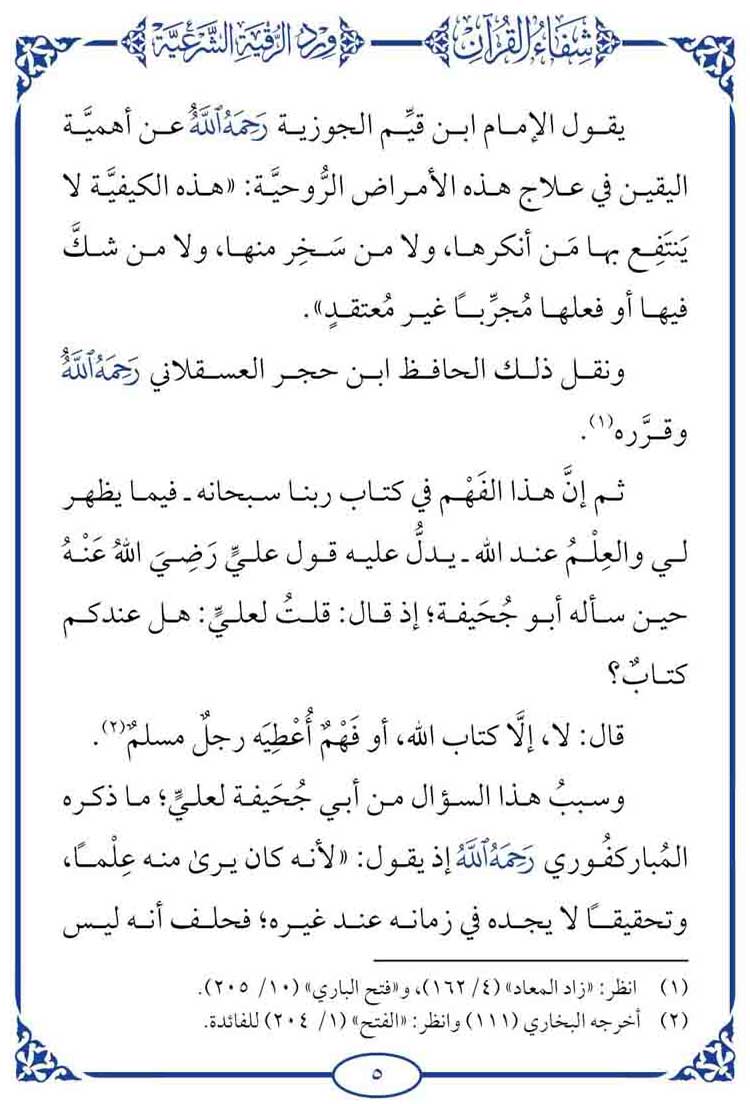 شِفَاءُ القُرْآنِ وِرْدُ الرُّقْيَةِ الشَّرْعِيَّةِ
يقول الإمام ابن قيِّم الجوزية رَحِمَهُ ٱللَّهُ عن أهميَّة
اليقين في علاج هذه الأمراض الرُّوحيَّة: «هذه الكيفيَّة لا
يَنتَفِع بها مَن أنكرها، ولا من سَخِر منها، ولا من شكَّ
فيها أو فعلها مُجرِّبًا غير مُعتقدٍ».
ونقل ذلك الحافظ ابن حجر العسقلاني رَحِمَهُ ٱللَّهُ
وقرَّره(١).
ثم إنَّ هذا الفَهْم في كتاب ربنا سبحانه ـ فيما يظهر
لي والعِلْمُ عند الله ـ يدلُّ عليه قول عليٍّ رَضِيَ اللهُ عَنْهُ
حين سأله أبو جُحَيفة؛ إذ قال: قلتُ لعليٍّ: هل عندكم
كتابٌ؟
قال: لا، إلَّا كتاب الله، أو فَهْمٌ أُعْطِيَه رجلٌ مسلمٌ(٢).
وسببُ هذا السؤال من أبي جُحَيفة لعليٍّ؛ ما ذكره
المُباركفُوري رَحِمَهُ ٱللَّهُ إذ يقول: «لأنه كان يرىٰ منه عِلْمًا،
وتحقيقًا لا يجده في زمانه عند غيره؛ فحلف أنه ليس
(١) انظر: «زاد المعاد» (٤/ ١٦٢)، و«فتح الباري» (١٠/ ٢٠٥).
(٢) أخرجه البخاري (١١١) وانظر: «الفتح» (١/ ٢٠٤) للفائدة.
٥